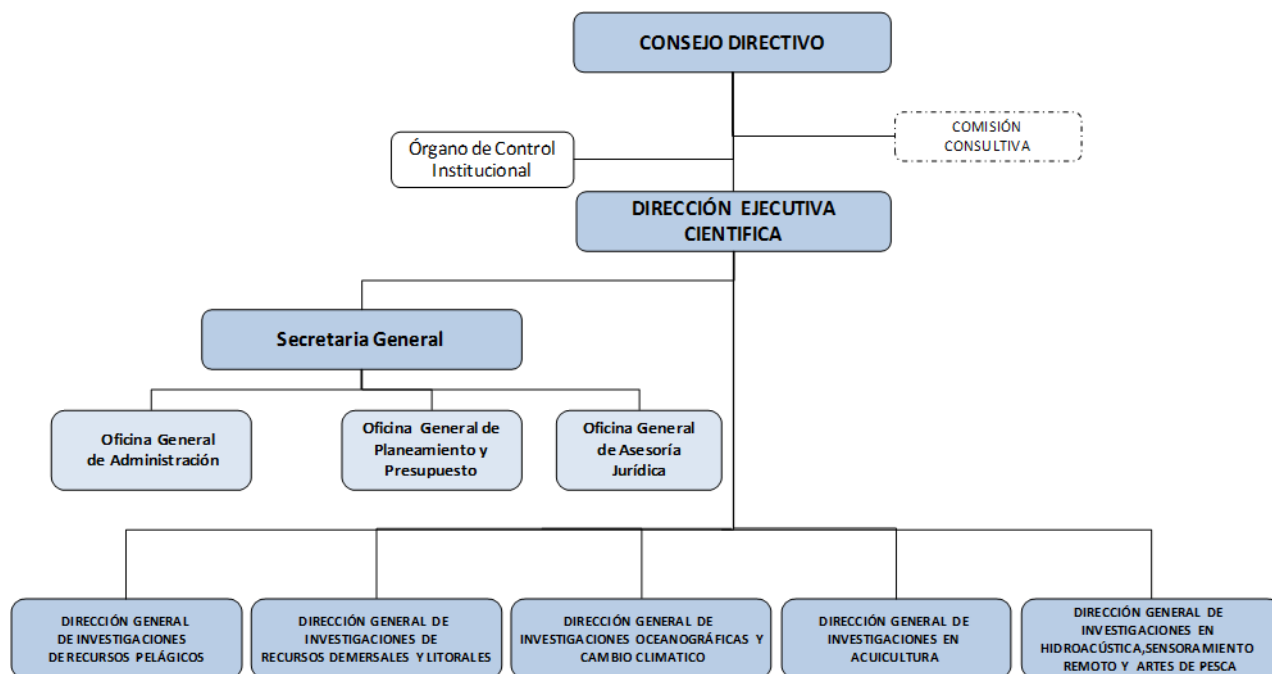 CONSEJO DIRECTIVO
COMISIÓN
CONSULTIVA
Órgano de Control
Institucional
DIRECCIÓN EJECUTIVA
CIENTIFICA
Secretaria General
Oficina General
de Administración
Oficina General de
Planeamiento y
Presupuesto
Oficina General
de Asesoría
Jurídica
DIRECCIÓN GENERAL
DE INVESTIGACIONES
DE RECURSOS PELÁGICOS
DIRECCIÓN GENERAL DE
INVESTIGACIONES DE
RECURSOS DEMERSALES Y LITORALES
DIRECCIÓN GENERAL DE
INVESTIGACIONES OCEANOGRÁFICAS Y
CAMBIO CLIMATICO
DIRECCIÓN GENERAL DE
INVESTIGACIONES EN
ACUICULTURA
DIRECCIÓN GENERAL DE
INVESTIGACIONES EN
HIDROACÚSTICA,SENSORAMIENTO
REMOTO Y ARTES DE PESCA